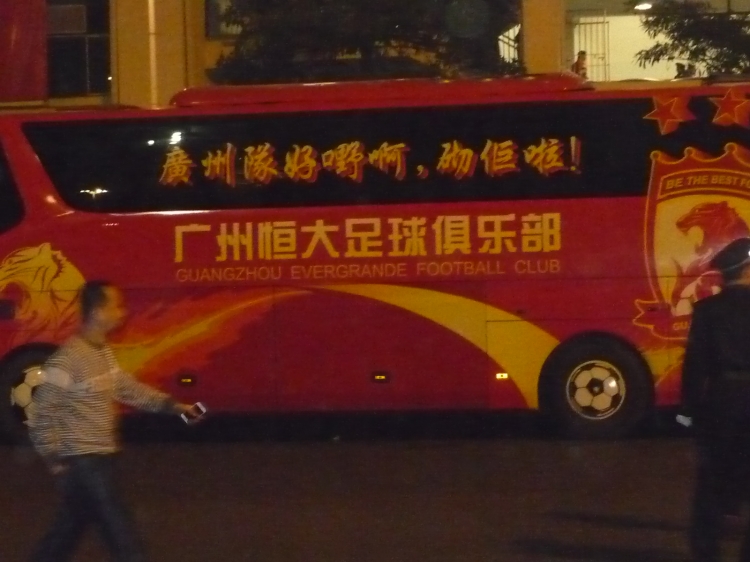 廣州隊好嘢啊，砌佢啦！
广州恒大足球俱乐部
GUANGZHOU EVERGRANDE FOOTBALL CLUB
BE THE BEST
GU